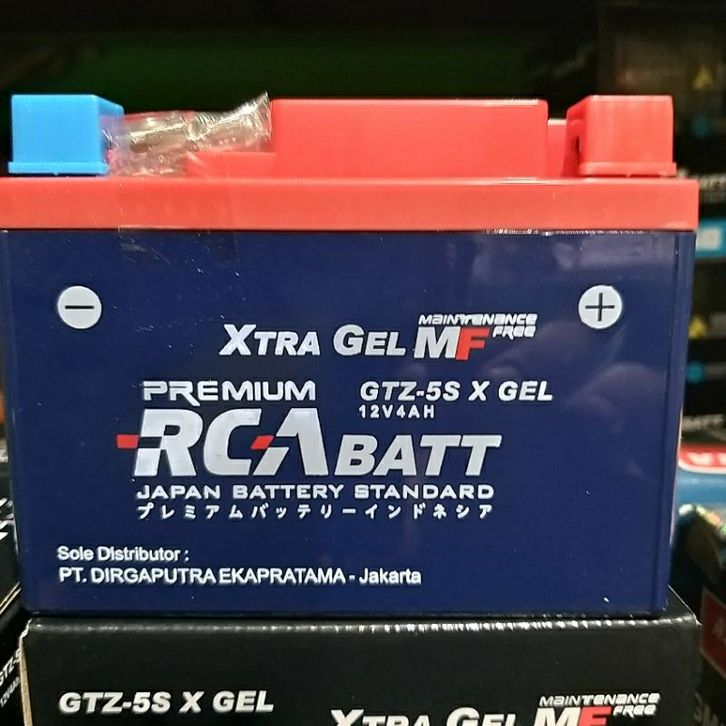 XTRA GEL MF MAINTENANCE FREE
PREMIUM
GTZ-5S X GEL
12V4AH
RCA BATT
JAPAN BATTERY STANDARD
プレミアムバッテリーインドネシア
Sole Distributor :
PT. DIRGAPUTRA EKAPRATAMA - Jakarta
GTZ-5S X GEL
XTRA GEL MF MAINTENANCE FREE